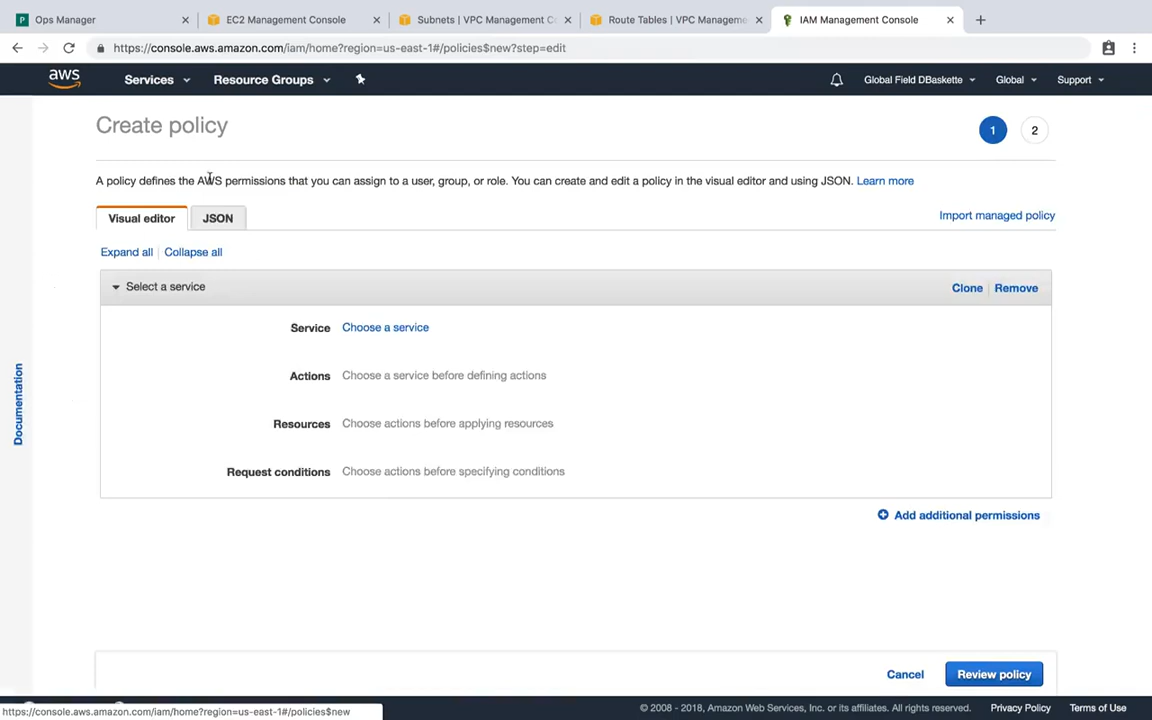 Ops Manager
EC2 Management Console
Subnets | VPC Management Co
Route Tables | VPC Manageme
IAM Management Console
https://console.aws.amazon.com/iam/home?region=us-east-1#/policies$new?step=edit
aws
Services
Resource Groups
Global Field DBaskette
Global
Support
Create policy
1
2
A policy defines the AWS permissions that you can assign to a user, group, or role. You can create and edit a policy in the visual editor and using JSON. Learn more
Visual editor
JSON
Import managed policy
Expand all
Collapse all
Select a service
Clone
Remove
Service
Choose a service
Actions
Choose a service before defining actions
Resources
Choose actions before applying resources
Request conditions
Choose actions before specifying conditions
Add additional permissions
Documentation
Cancel
Review policy
https://console.aws.amazon.com/iam/home?region=us-east-1#/policies$new
© 2008 - 2018, Amazon Web Services, Inc. or its affiliates. All rights reserved.
Privacy Policy
Terms of Use